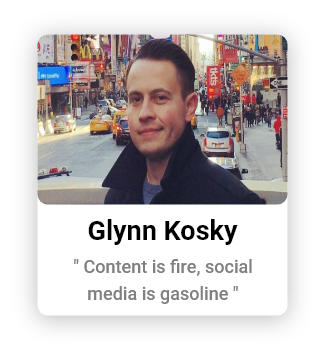 Glynn Kosky
" Content is fire, social
media is gasoline "